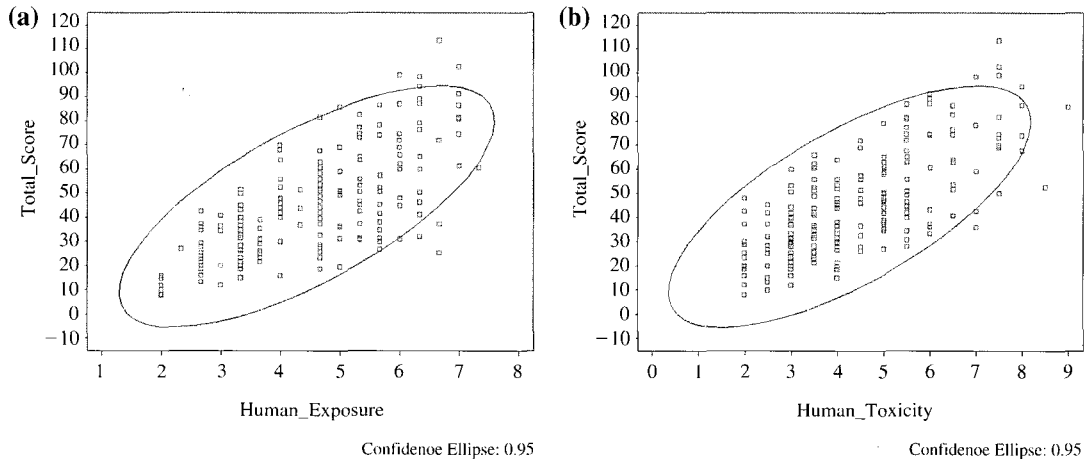 (a)
120
110
100
90
80
70
60
50
40
30
20
10
0
−10
Total_Score
1 2 3 4 5 6 7 8
Human_Exposure
Confidenoe Ellipse: 0.95
(b)
120
110
100
90
80
70
60
50
40
30
20
10
0
−10
Total_Score
0 1 2 3 4 5 6 7 8 9
Human_Toxicity
Confidenoe Ellipse: 0.95